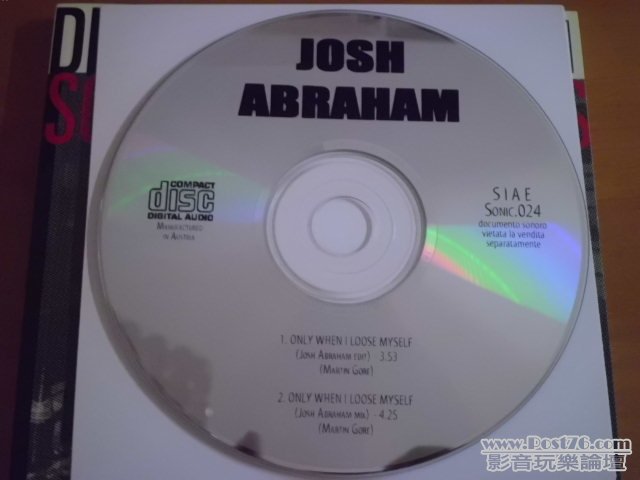 DI
S
S
JOSH
ABRAHAM
COMPACT
disc
DIGITAL AUDIO
MANUFACTURED
IN AUSTRIA
SIAE
SONIC.024
documento sonoro
vietata la vendita
separatamente
1. ONLY WHEN I LOOSE MYSELF
(JOSH ABRAHAM EDIT) 3.53
(MARTIN GORE)
2. ONLY WHEN I LOOSE MYSELF
(JOSH ABRAHAM MIX) - 4.25
(MARTIN GORE)
www.Post76.com
影音玩樂論壇